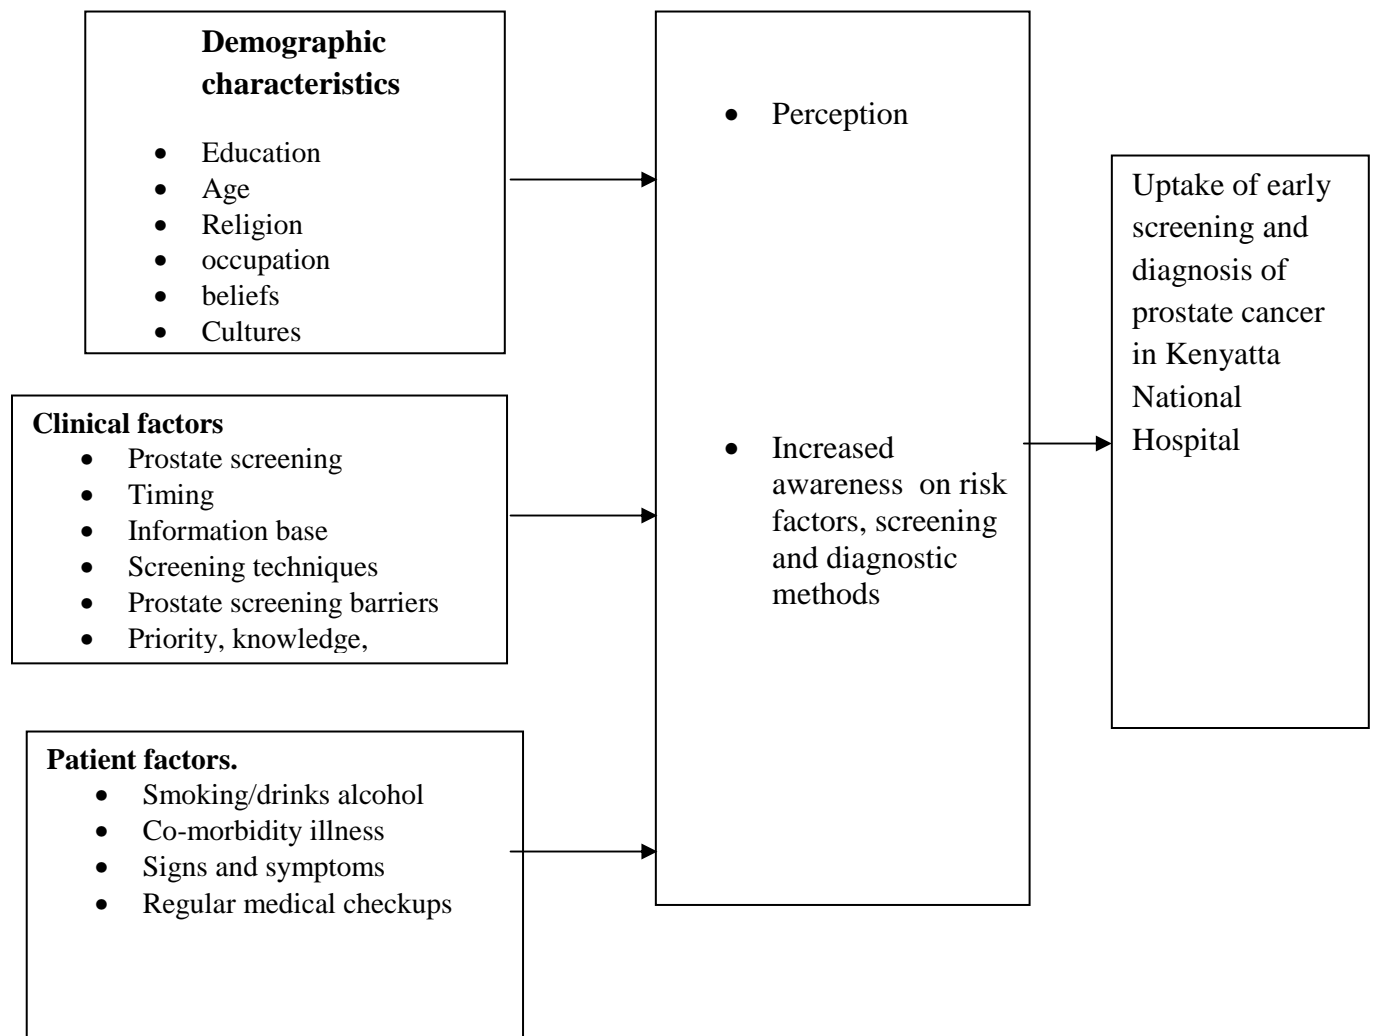 Demographic
characteristics
• Education
• Age
• Religion
• occupation
• beliefs
• Cultures
Clinical factors
• Prostate screening
• Timing
• Information base
• Screening techniques
• Prostate screening barriers
• Priority, knowledge,
Patient factors.
• Smoking/drinks alcohol
• Co-morbidity illness
• Signs and symptoms
• Regular medical checkups
• Perception
• Increased
awareness on risk
factors, screening
and diagnostic
methods
Uptake of early
screening and
diagnosis of
prostate cancer
in Kenyatta
National
Hospital